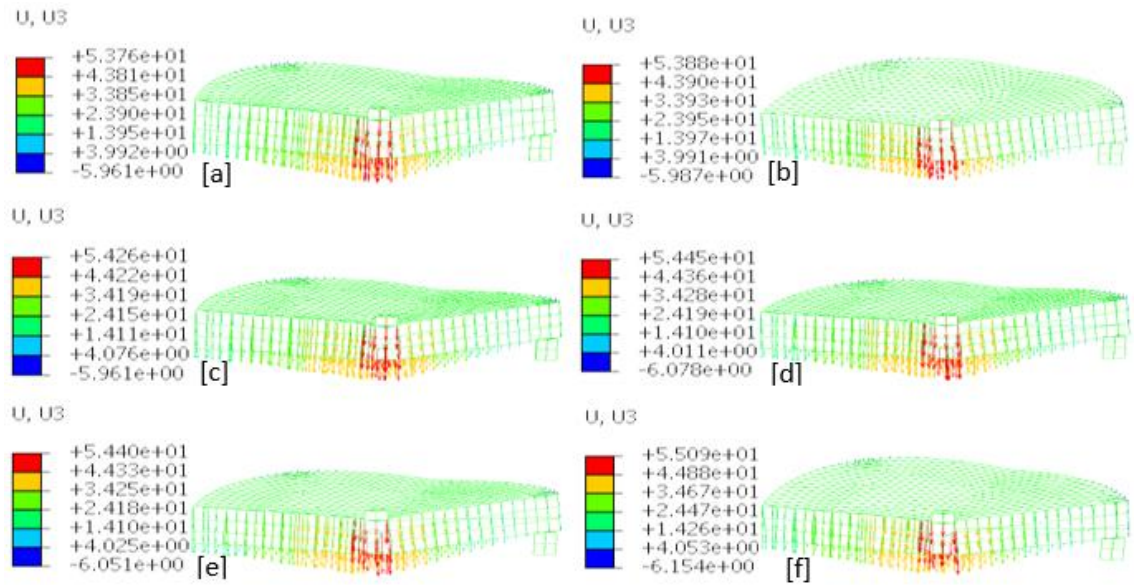 U, U3
+5.376e+01
+4.381e+01
+3.385e+01
+2.390e+01
+1.395e+01
+3.992e+00
-5.961e+00
[a]
U, U3
+5.388e+01
+4.390e+01
+3.393e+01
+2.395e+01
+1.397e+01
+3.991e+00
-5.987e+00
[b]
U, U3
+5.426e+01
+4.422e+01
+3.419e+01
+2.415e+01
+1.411e+01
+4.076e+00
-5.961e+00
[c]
U, U3
+5.445e+01
+4.436e+01
+3.428e+01
+2.419e+01
+1.410e+01
+4.011e+00
-6.078e+00
[d]
U, U3
+5.440e+01
+4.433e+01
+3.425e+01
+2.418e+01
+1.410e+01
+4.025e+00
-6.051e+00
[e]
U, U3
+5.509e+01
+4.488e+01
+3.467e+01
+2.447e+01
+1.426e+01
+4.053e+00
-6.154e+00
[f]